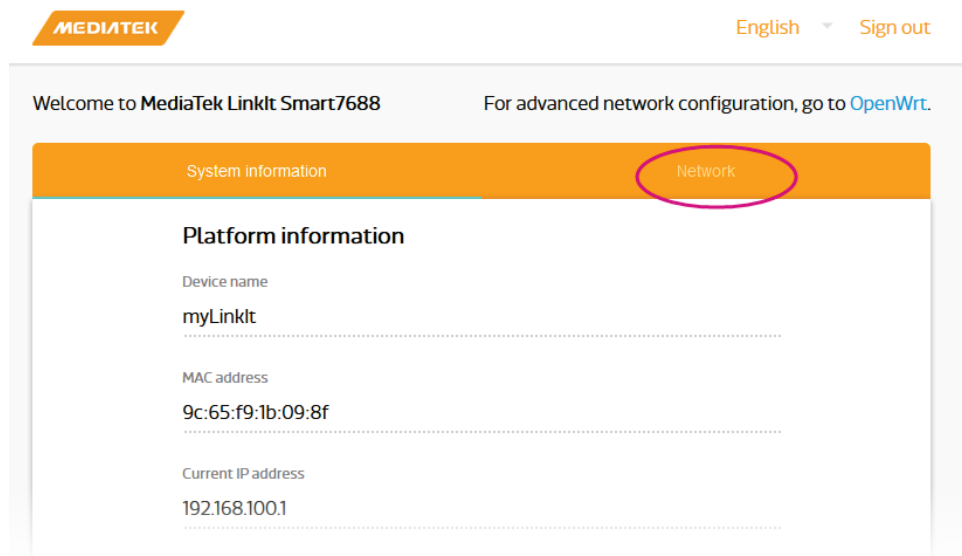 MEDIATEK
English Sign out
Welcome to MediaTek LinkIt Smart7688 For advanced network configuration, go to OpenWrt.
System information Network
Platform information
Device name
myLinkIt
MAC address
9c:65:f9:1b:09:8f
Current IP address
192.168.100.1